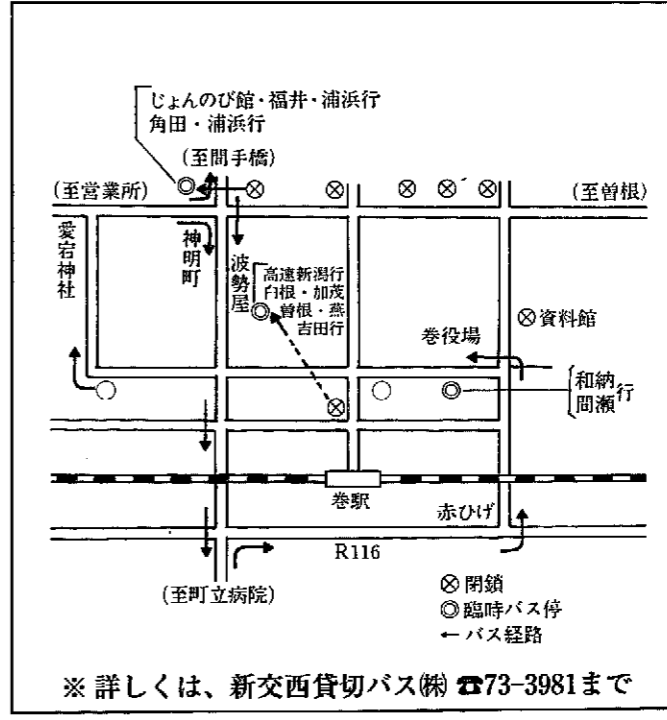 じょんのび館・福井・浦浜行
角田・浦浜行
(至間手橋)
(至営業所)
(至曽根)
愛宕神社
神明町
波勢屋
高速新潟行
白根・加茂
曽根・燕
吉田行
⊗資料館
巻役場
和納
間瀬
行
巻駅
赤ひげ
R116
(至町立病院)
⊗閉鎖
◎臨時バス停
←バス経路
※ 詳しくは、新交西貸切バス㈱ ☎73-3981まで